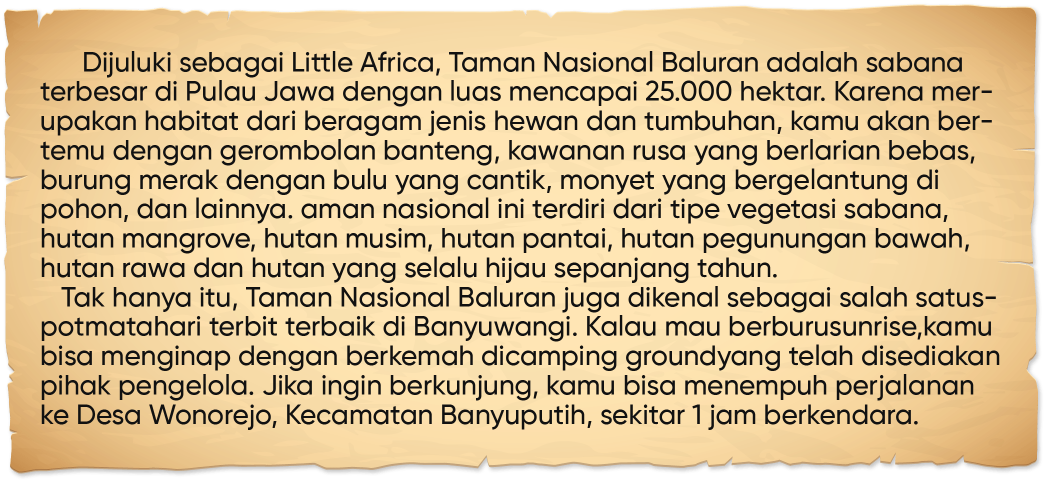 Dijuluki sebagai Little Africa, Taman Nasional Baluran adalah sabana
terbesar di Pulau Jawa dengan luas mencapai 25.000 hektar. Karena mer-
upakan habitat dari beragam jenis hewan dan tumbuhan, kamu akan ber-
temu dengan gerombolan banteng, kawanan rusa yang berlarian bebas,
burung merak dengan bulu yang cantik, monyet yang bergelantung di
pohon, dan lainnya. aman nasional ini terdiri dari tipe vegetasi sabana,
hutan mangrove, hutan musim, hutan pantai, hutan pegunungan bawah,
hutan rawa dan hutan yang selalu hijau sepanjang tahun.
Tak hanya itu, Taman Nasional Baluran juga dikenal sebagai salah satus-
potmatahari terbit terbaik di Banyuwangi. Kalau mau berburusunrise,kamu
bisa menginap dengan berkemah dicamping groundyang telah disediakan
pihak pengelola. Jika ingin berkunjung, kamu bisa menempuh perjalanan
ke Desa Wonorejo, Kecamatan Banyuputih, sekitar 1 jam berkendara.